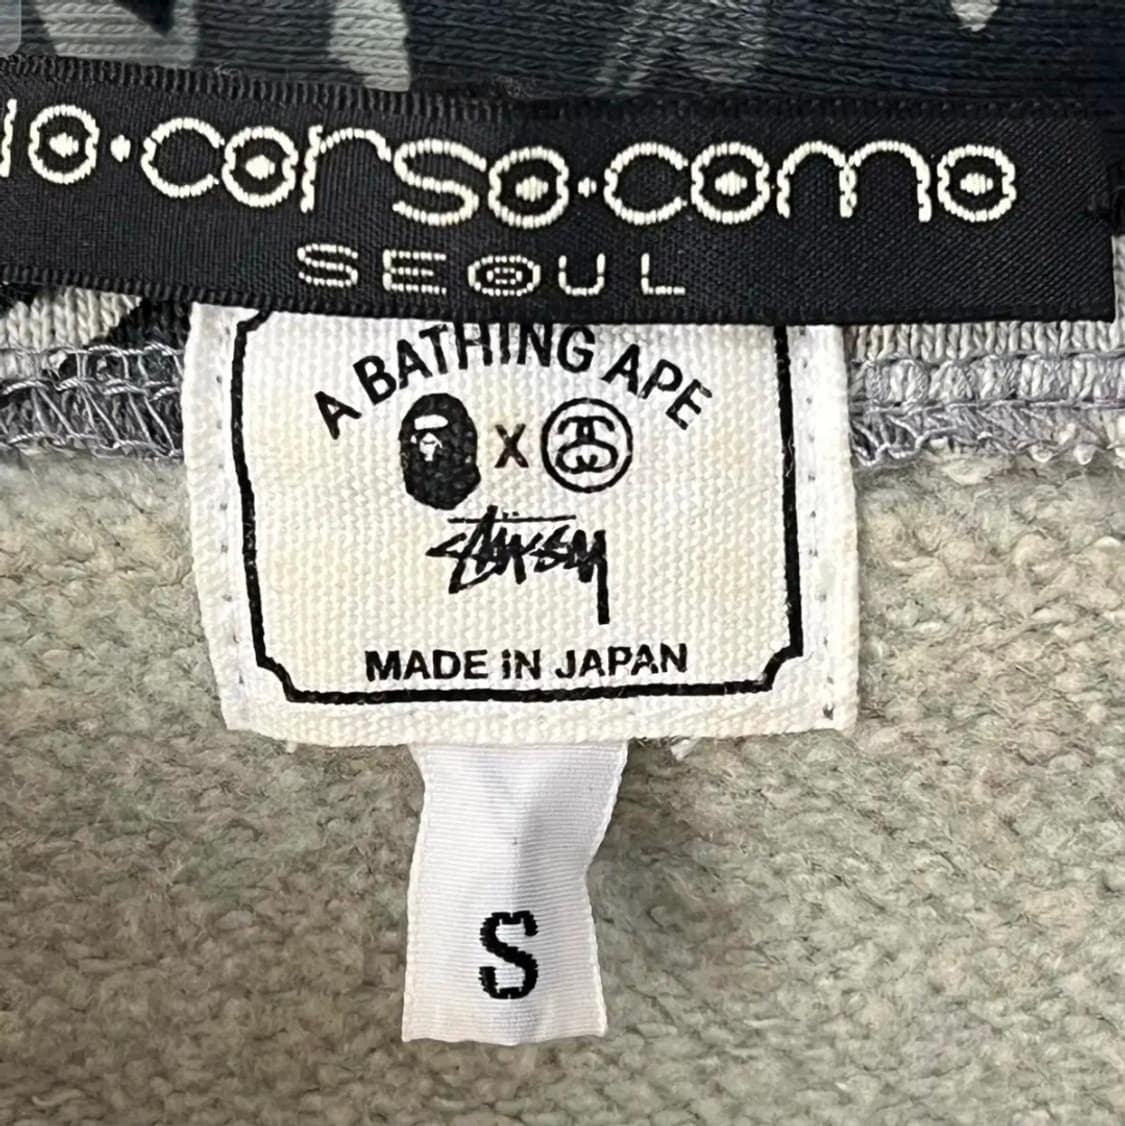 10·corso·como
SEOUL
A BATHING APE
X
STÜSSY
MADE iN JAPAN
S